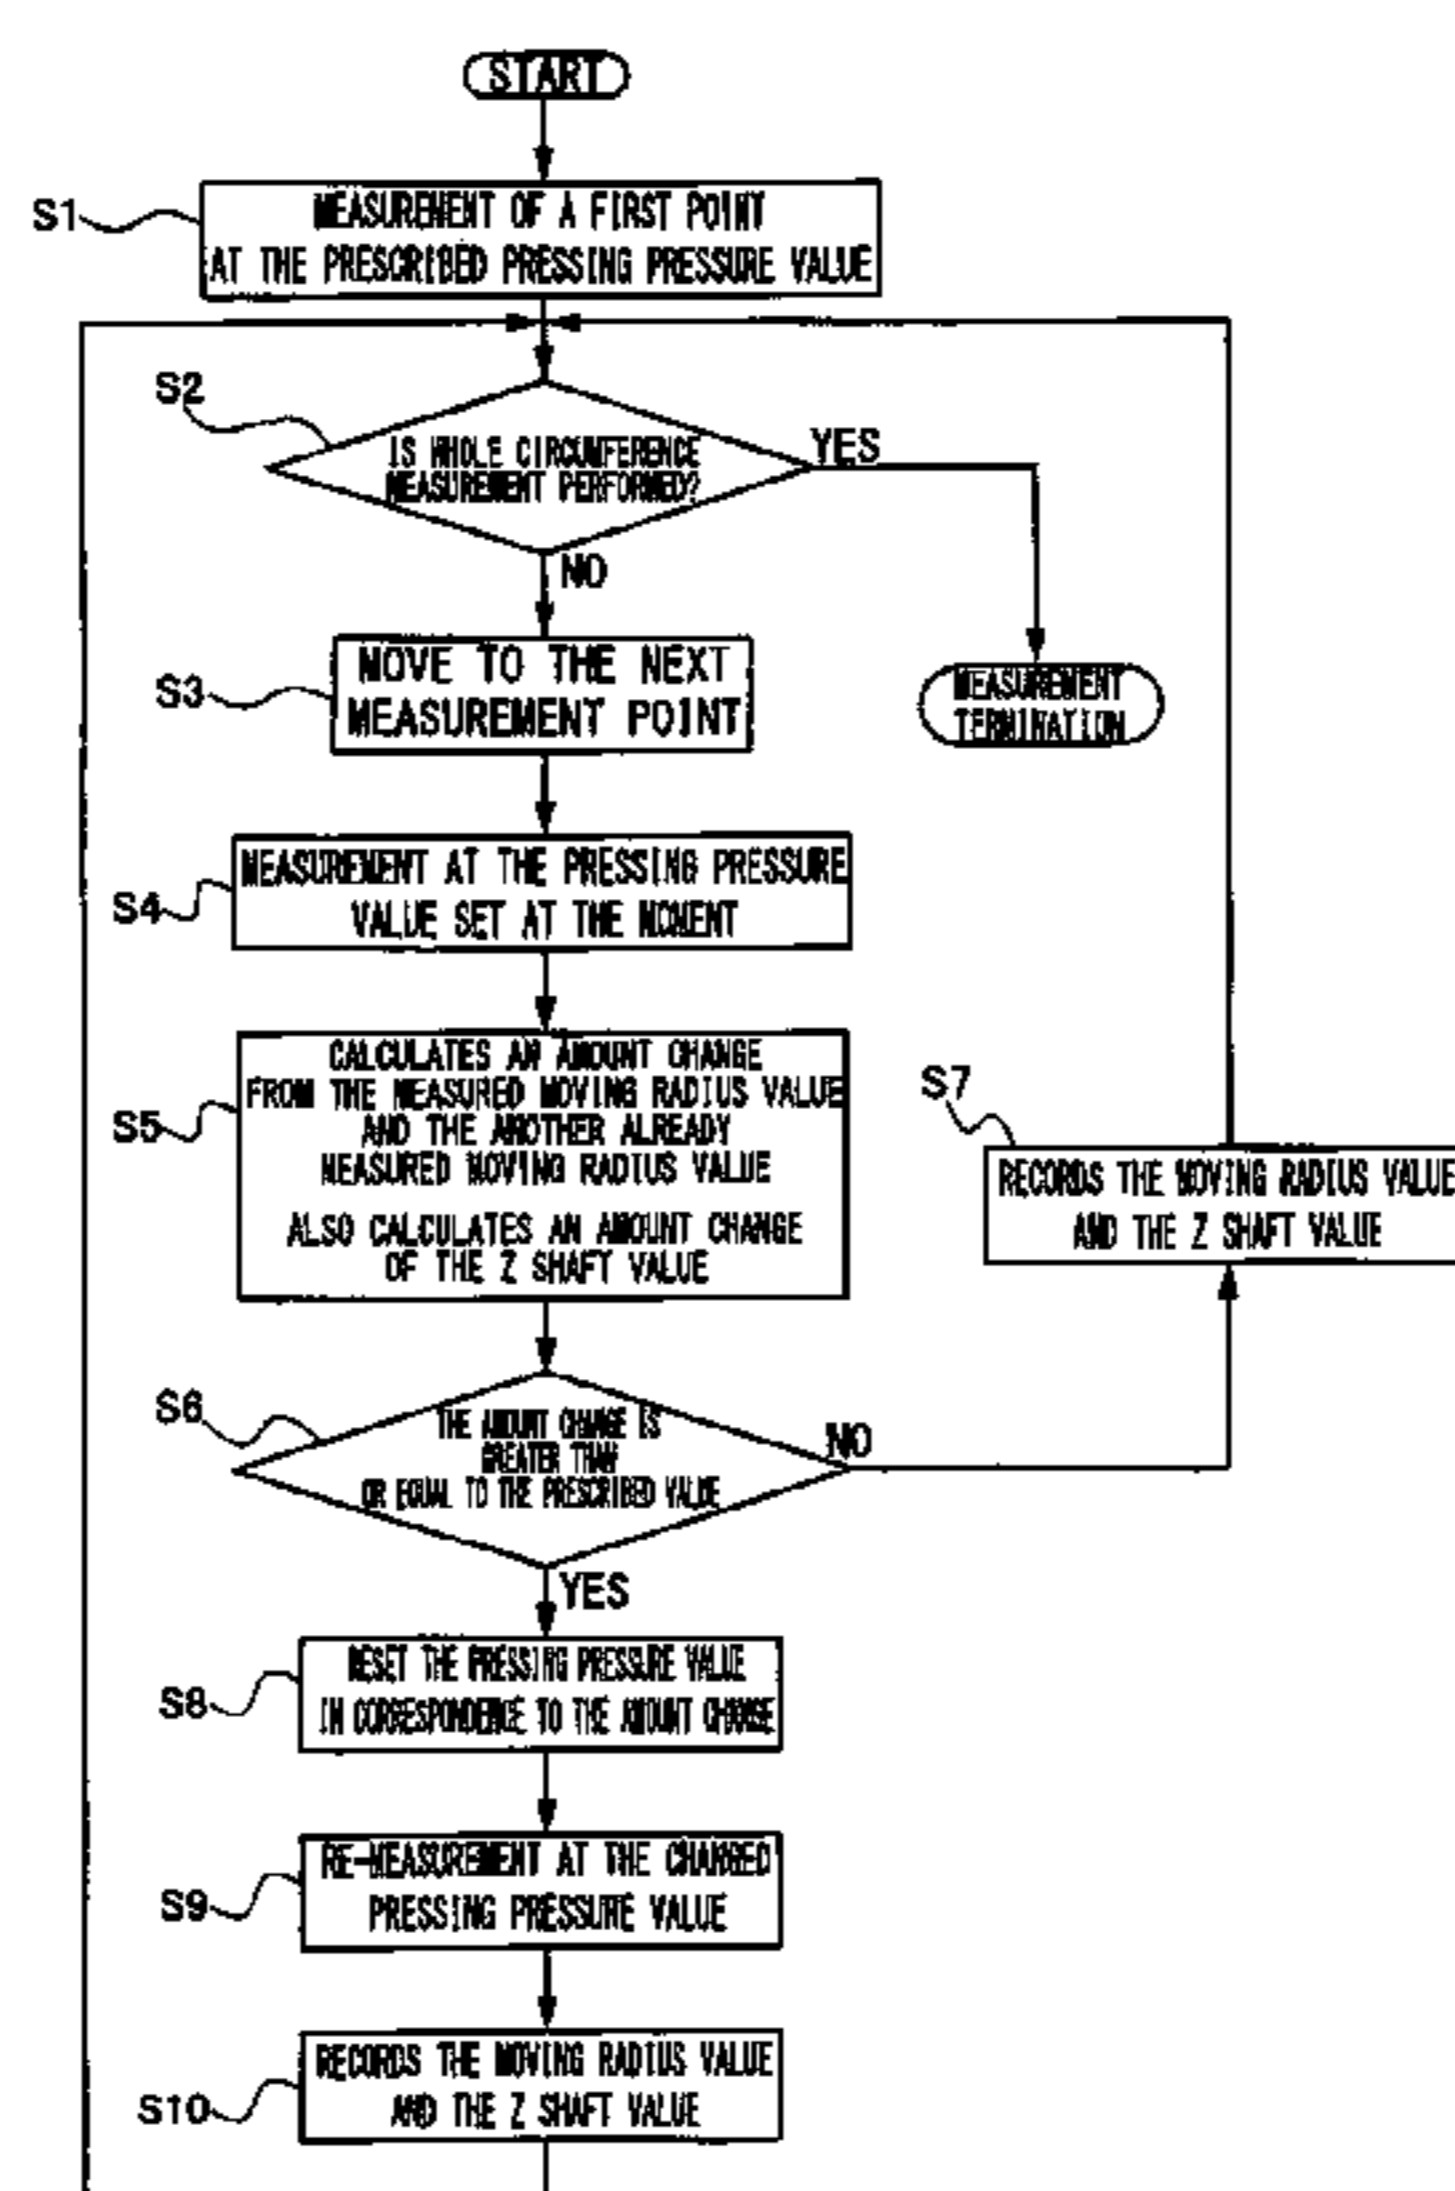 START
S1
MEASUREMENT OF A FIRST POINT
AT THE PRESCRIBED PRESSING PRESSURE VALUE
S2
IS WHOLE CIRCUMFERENCE
MEASUREMENT PERFORMED?
YES
NO
S3
MOVE TO THE NEXT
MEASUREMENT POINT
MEASUREMENT
TERMINATION
S4
MEASUREMENT AT THE PRESSING PRESSURE
VALUE SET AT THE MOMENT
S5
CALCULATES AN AMOUNT CHANGE
FROM THE MEASURED MOVING RADIUS VALUE
AND THE ANOTHER ALREADY
MEASURED MOVING RADIUS VALUE
ALSO CALCULATES AN AMOUNT CHANGE
OF THE Z SHAFT VALUE
S7
RECORDS THE MOVING RADIUS VALUE
AND THE Z SHAFT VALUE
S6
THE AMOUNT CHANGE IS
GREATER THAN
OR EQUAL TO THE PRESCRIBED VALUE
NO
YES
S8
RESET THE PRESSING PRESSURE VALUE
IN CORRESPONDENCE TO THE AMOUNT CHANGE
S9
RE-MEASUREMENT AT THE CHANGED
PRESSING PRESSURE VALUE
S10
RECORDS THE MOVING RADIUS VALUE
AND THE Z SHAFT VALUE